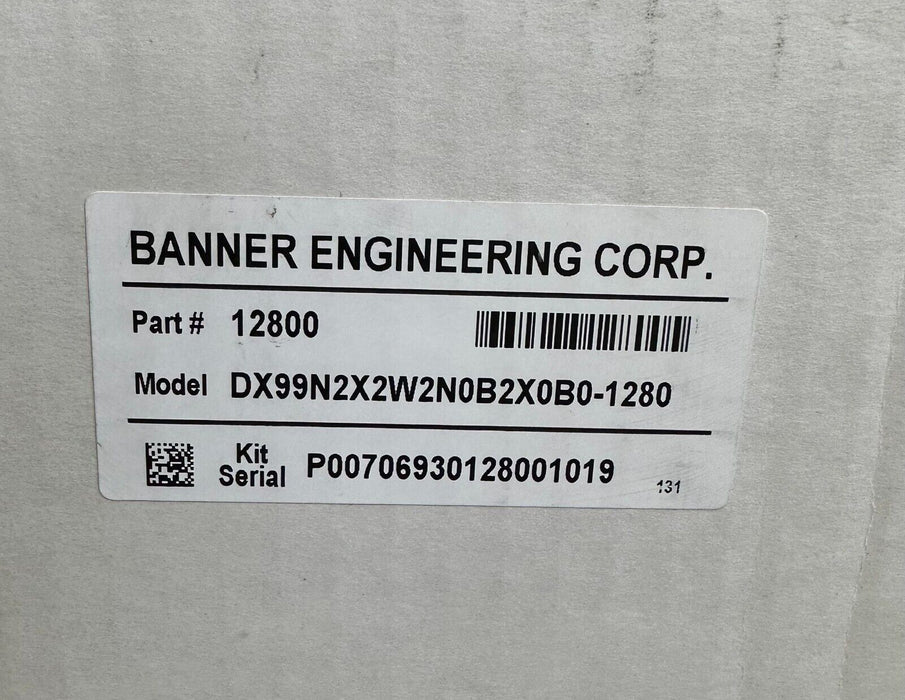 BANNER ENGINEERING CORP.
Part # 12800
Model DX99N2X2W2N0B2X0B0-1280
Kit Serial P00706930128001019
131